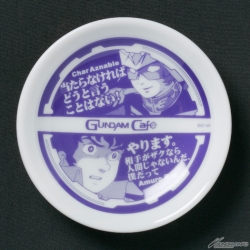 Char Aznable
当たらなければ
どうと言う
ことはない!
GUNDAM Café
やります。
相手がザクなら
人間じゃないんだ。
僕だって
Amuro